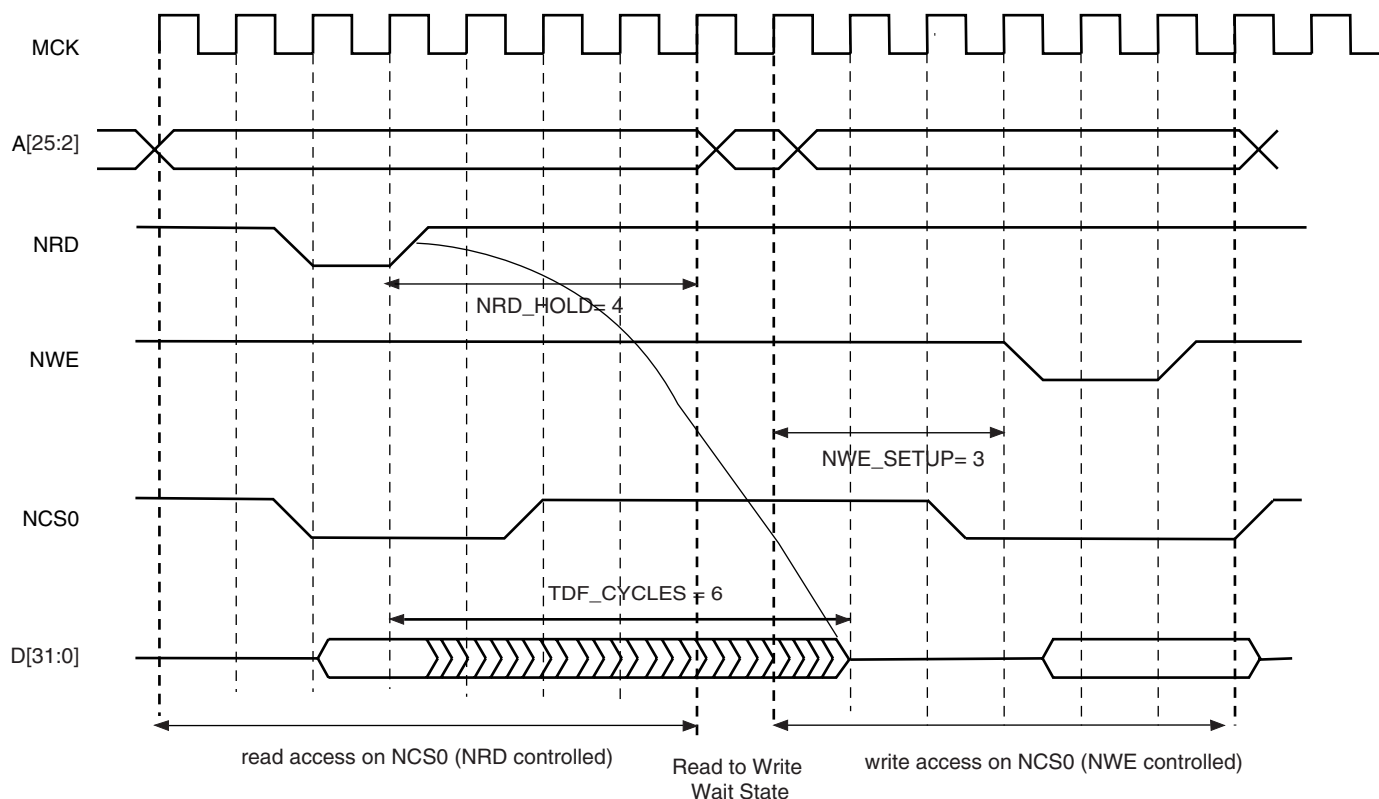 MCK
A[25:2]
NRD
NRD_HOLD= 4
NWE
NWE_SETUP= 3
NCS0
TDF_CYCLES = 6
D[31:0]
read access on NCS0 (NRD controlled)
Read to Write
Wait State
write access on NCS0 (NWE controlled)